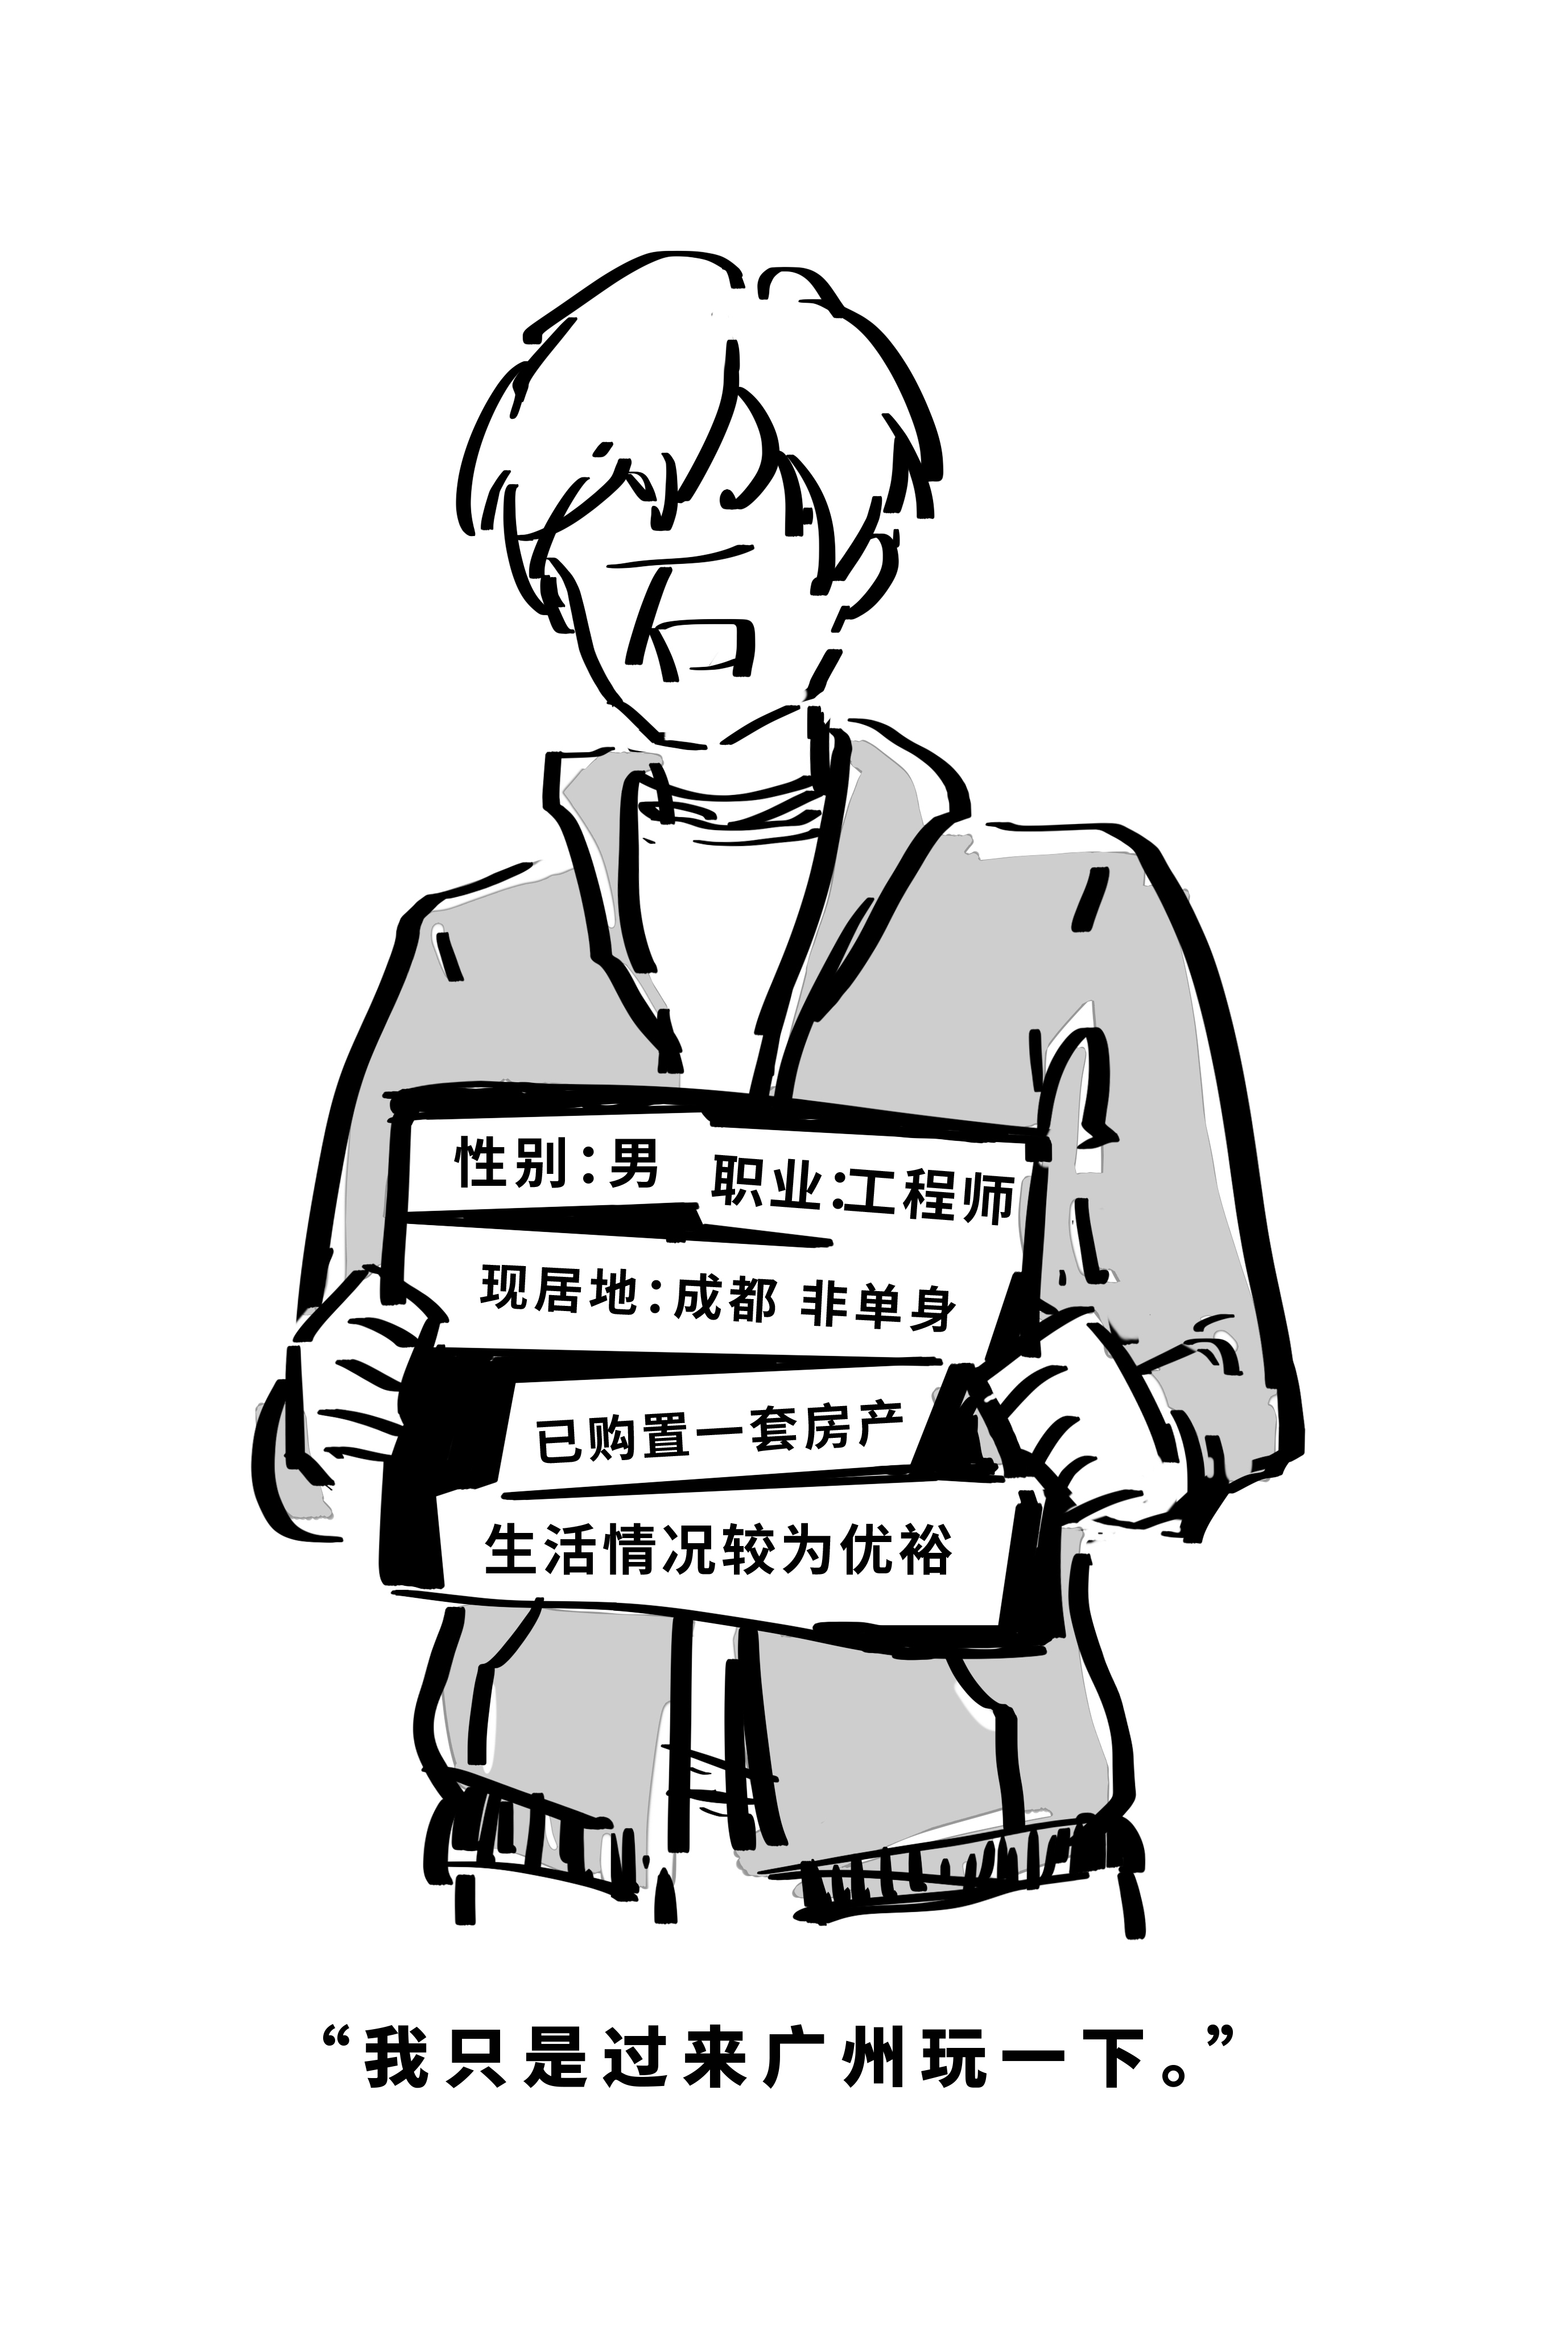 石
性别：男 职业：工程师
现居地：成都 非单身
已购置一套房产
生活情况较为优裕
“我只是过来广州玩一下。”